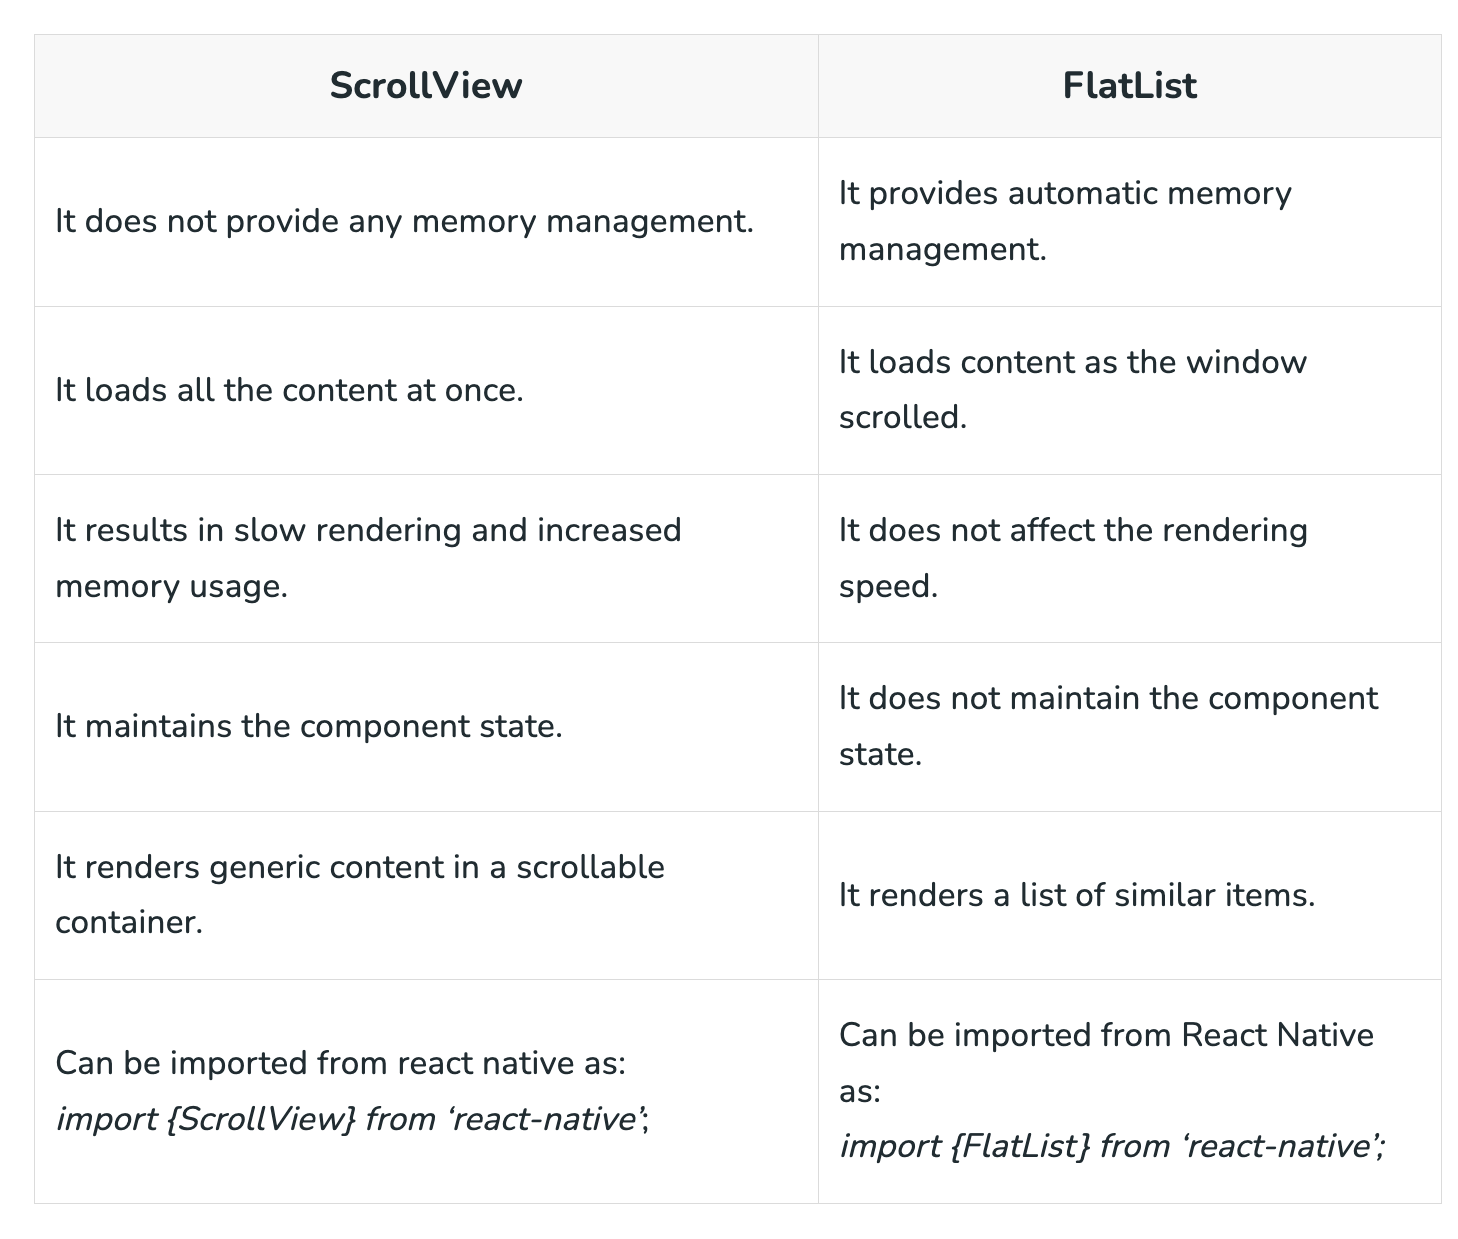 ScrollView
FlatList
It does not provide any memory management.
It provides automatic memory
management.
It loads all the content at once.
It loads content as the window
scrolled.
It results in slow rendering and increased
memory usage.
It does not affect the rendering
speed.
It maintains the component state.
It does not maintain the component
state.
It renders generic content in a scrollable
container.
It renders a list of similar items.
Can be imported from react native as:
import {ScrollView} from ‘react-native’;
Can be imported from React Native
as:
import {FlatList} from ‘react-native’;